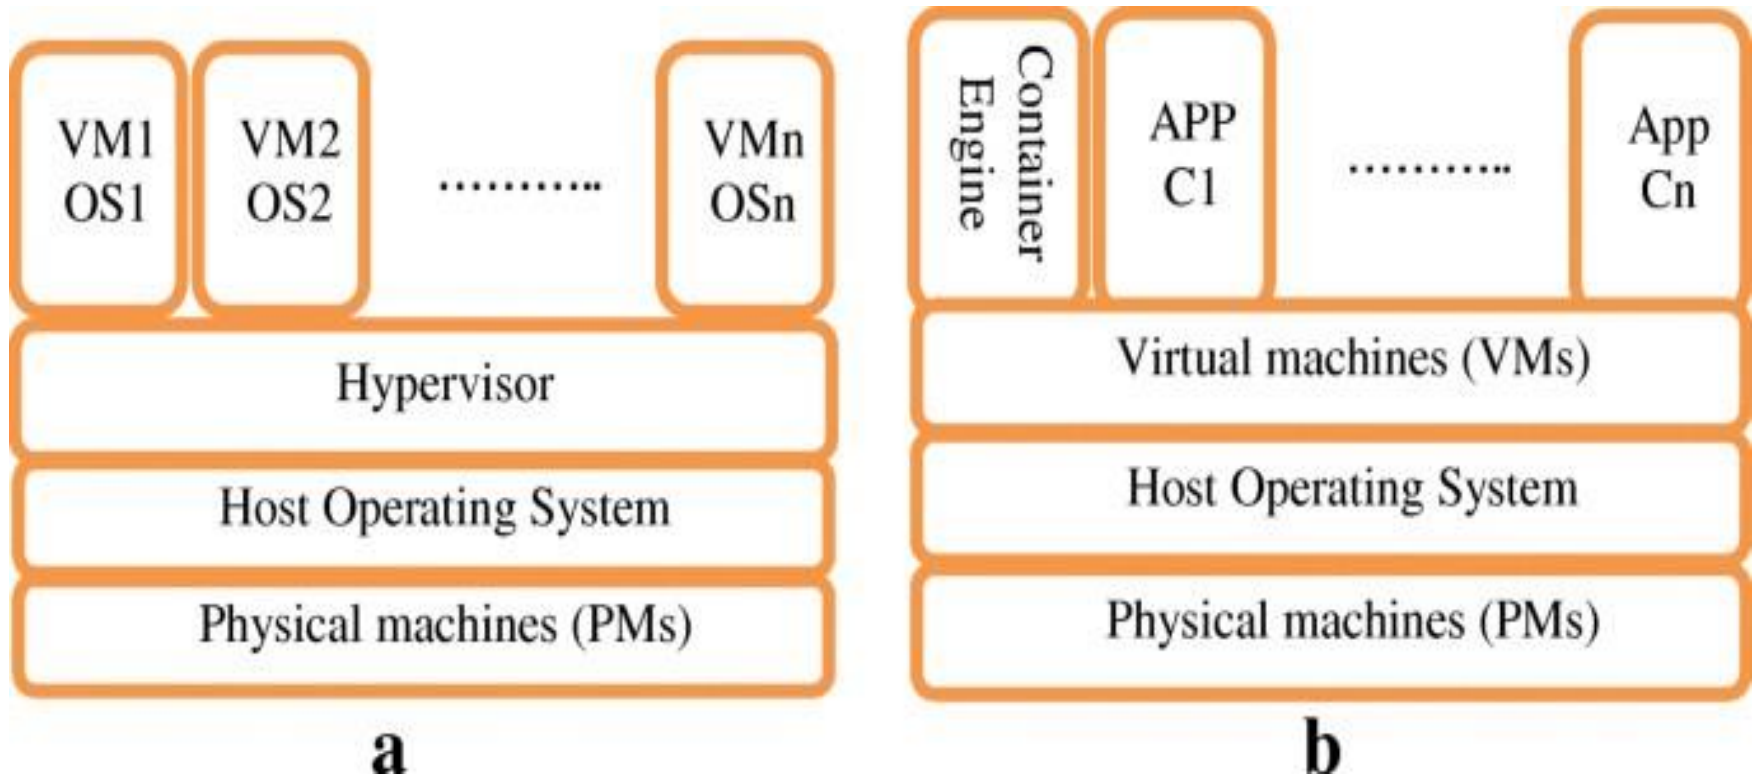 VM1
OS1
VM2
OS2
...........
VMn
OSn
Hypervisor
Host Operating System
Physical machines (PMs)
a
Container
Engine
APP
C1
...........
App
Cn
Virtual machines (VMs)
Host Operating System
Physical machines (PMs)
b